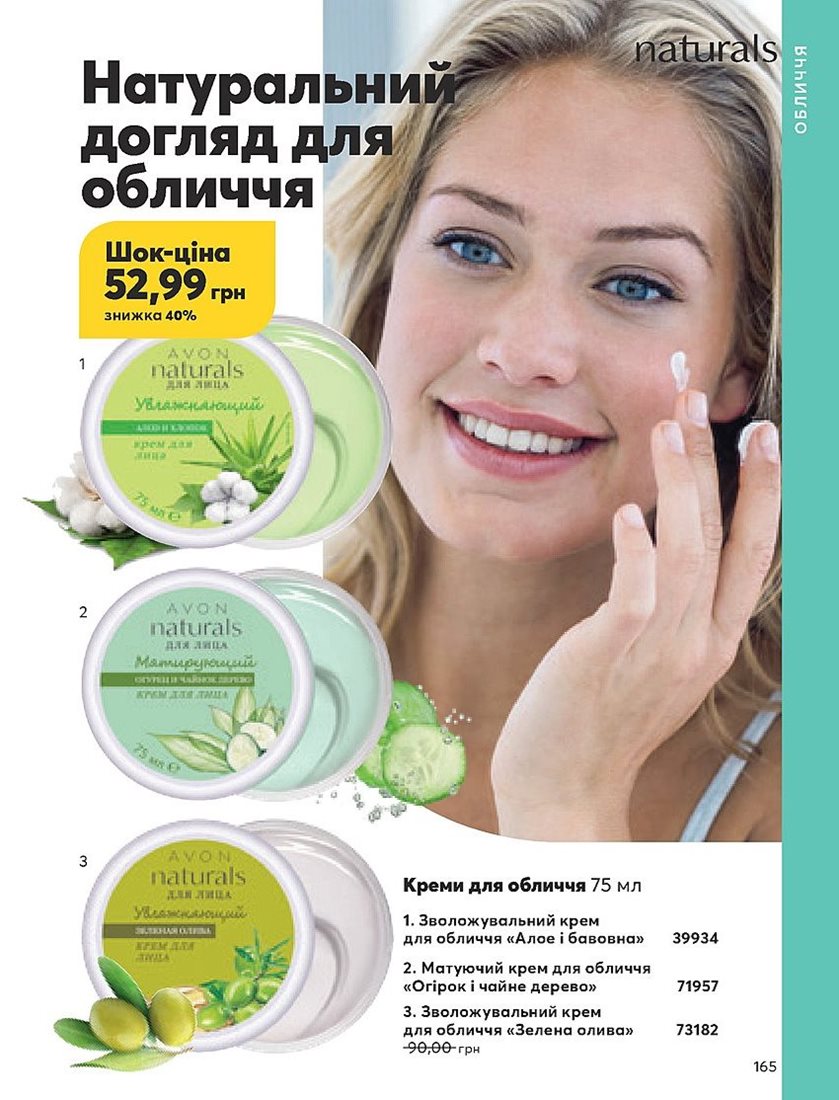 naturals
ОБЛИЧЧЯ
Натуральний
догляд для
обличчя
Шок-ціна
52,99 грн
знижка 40%
1
AVON
naturals
ДЛЯ ЛИЦА
Увлажняющий
АЛОЭ И ХЛОПОК
КРЕМ ДЛЯ
ЛИЦА
75 мл ℮
2
AVON
naturals
ДЛЯ ЛИЦА
Матирующий
ОГУРЕЦ И ЧАЙНОЕ ДЕРЕВО
КРЕМ ДЛЯ ЛИЦА
75 мл ℮
3
AVON
naturals
ДЛЯ ЛИЦА
Увлажняющий
ЗЕЛЕНАЯ ОЛИВА
КРЕМ ДЛЯ
ЛИЦА
Креми для обличчя 75 мл
1. Зволожувальний крем
для обличчя «Алое і бавовна» 39934
2. Матуючий крем для обличчя
«Огірок і чайне дерево» 71957
3. Зволожувальний крем
для обличчя «Зелена олива» 73182
90,00 грн
165